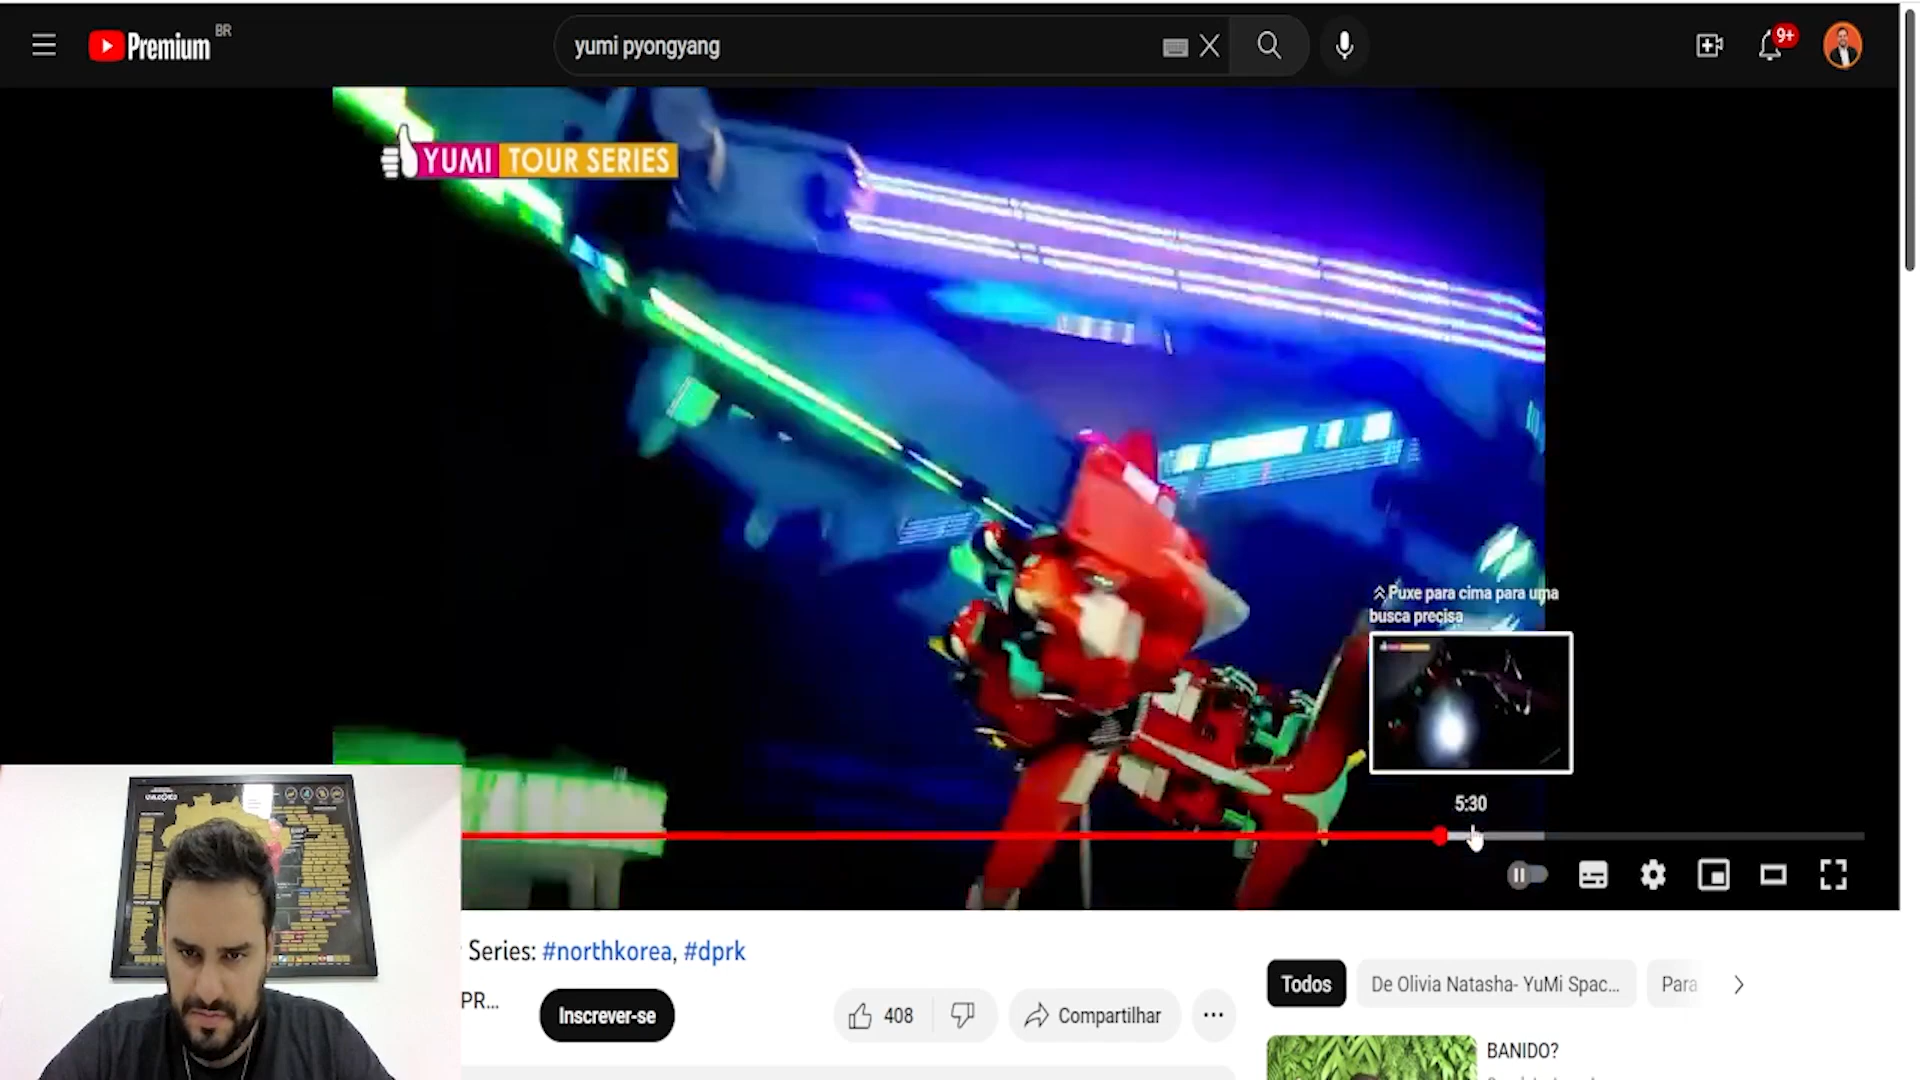 Premium BR
yumi pyongyang
9+
YUMI TOUR SERIES
Puxe para cima para uma
busca precisa
5:30
Series: #northkorea, #dprk
PR...
Inscrever-se
408
Compartilhar
Todos
De Olivia Natasha- YuMi Spac...
Para
BANIDO?